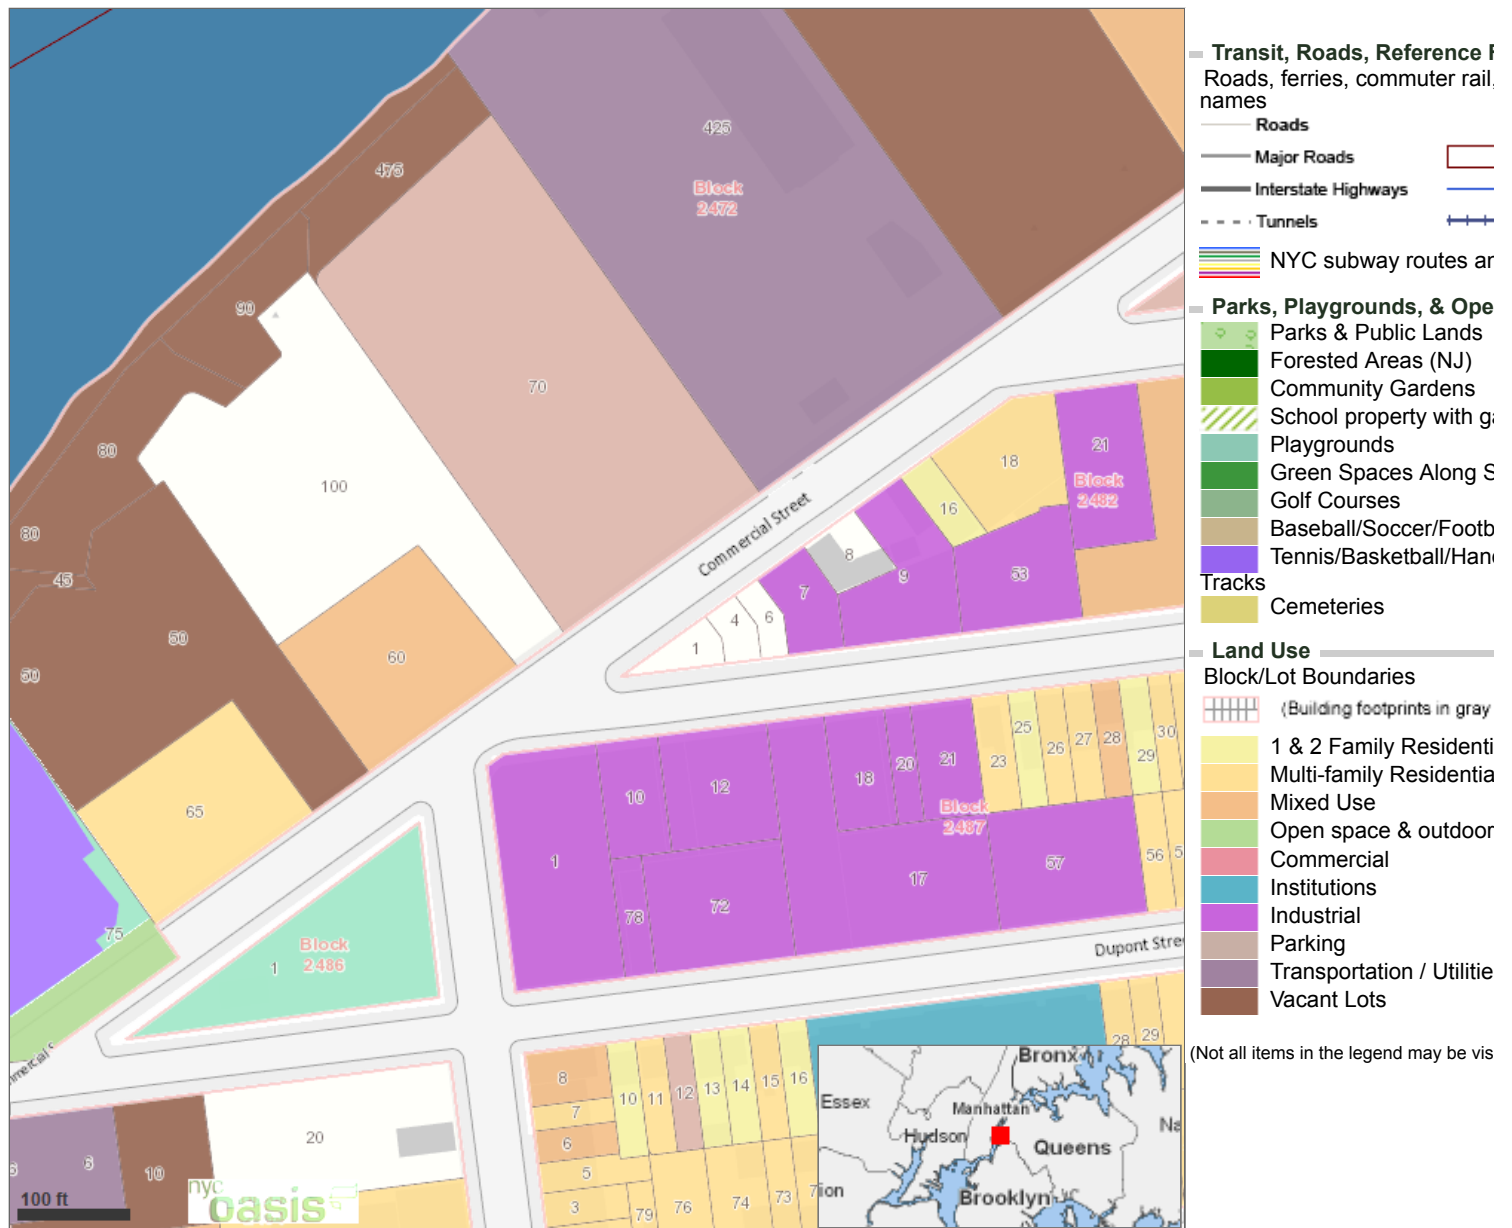 475
425
Block
2472
90
70
80
100
80
45
50
60
50
65
75
Block
2486
1
Commercial Street
18
21
Block
2482
16
8
9
53
7
6
4
1
25
30
27
28
26
29
23
21
20
18
12
10
Block
2487
1
17
57
56
5
78
72
Dupont Stree
28
29
8
7
6
5
3
10
11
12
13
14
15
16
79
76
74
73
20
6
10
100 ft
nyc
oasis
Bronx
Essex
Manhattan
Na
Hudson
Queens
ion
Brooklyn
Transit, Roads, Reference F
Roads, ferries, commuter rail,
names
Roads
Major Roads
Interstate Highways
Tunnels
NYC subway routes an
Parks, Playgrounds, & Ope
Parks & Public Lands
Forested Areas (NJ)
Community Gardens
School property with ga
Playgrounds
Green Spaces Along S
Golf Courses
Baseball/Soccer/Footb
Tennis/Basketball/Hand
Tracks
Cemeteries
Land Use
Block/Lot Boundaries
(Building footprints in gray
1 & 2 Family Residenti
Multi-family Residentia
Mixed Use
Open space & outdoor
Commercial
Institutions
Industrial
Parking
Transportation / Utilitie
Vacant Lots
(Not all items in the legend may be vis